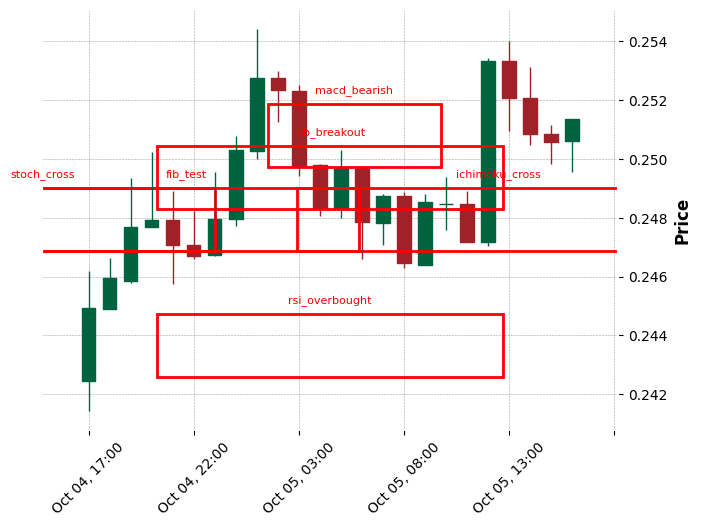 0.254
macd_bearish
0.252
b_breakout
0.250
stoch_cross
fib_test
ichimoku_cross
0.248
Price
0.246
rsi_overbought
0.244
0.242
Oct 04, 17:00
Oct 04, 22:00
Oct 05, 03:00
Oct 05, 08:00
Oct 05, 13:00